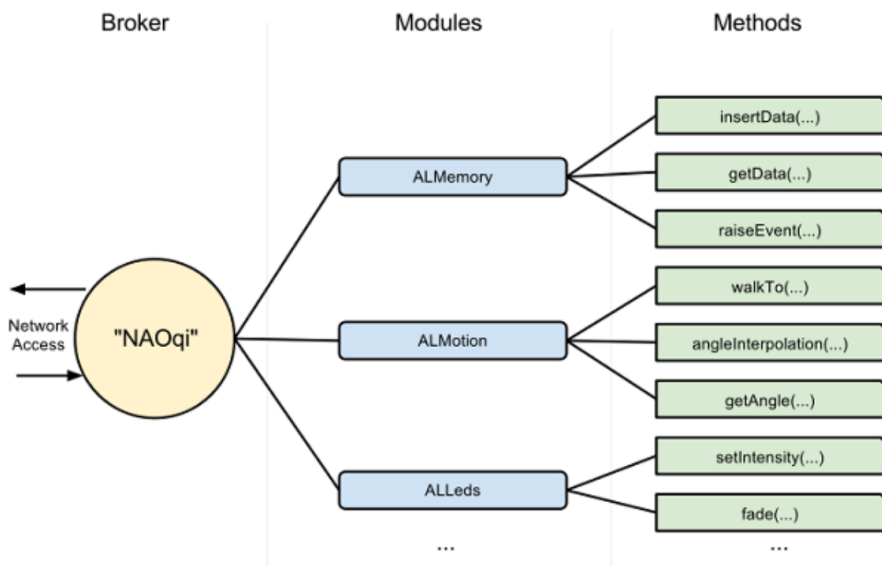 Broker
Modules
Methods
insertData(...)
ALMemory
getData(...)
raiseEvent(...)
walkTo(...)
Network
Access
"NAOqi"
ALMotion
angleInterpolation(...)
getAngle(...)
setIntensity(...)
ALLeds
fade(...)
...
...